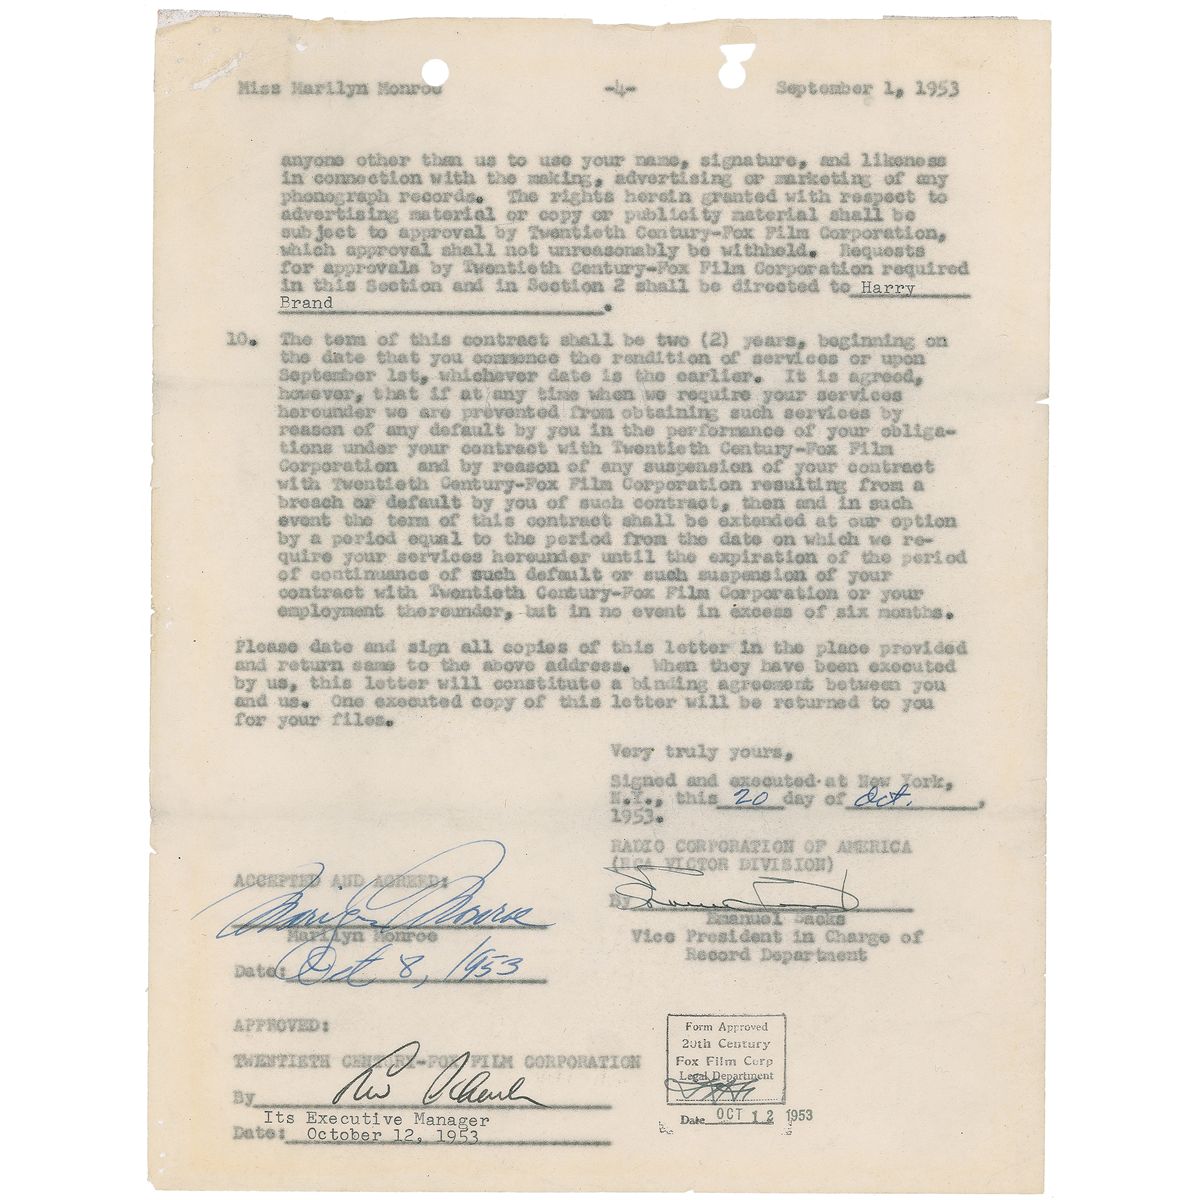 Miss Marilyn Monroe -4- September 1, 1953
anyone other than us to use your name, signature, and likeness
in connection with the making, advertising or marketing of any
phonograph records. The rights herein granted with respect to
advertising material or copy or publicity material shall be
subject to approval by Twentieth Century-Fox Film Corporation,
which approval shall not unreasonably be withheld. Requests
for approvals by Twentieth Century-Fox Film Corporation required
in this Section and in Section 2 shall be directed to Harry
Brand.
10. The term of this contract shall be two (2) years, beginning on
the date that you commence the rendition of services or upon
September 1st, whichever date is the earlier. It is agreed,
however, that if at any time when we require your services
hereunder we are prevented from obtaining such services by
reason of any default by you in the performance of your obliga-
tions under your contract with Twentieth Century-Fox Film
Corporation and by reason of any suspension of your contract
with Twentieth Century-Fox Film Corporation resulting from a
breach or default by you of such contract, then and in such
event the term of this contract shall be extended at our option
by a period equal to the period from the date on which we re-
quire your services hereunder until the expiration of the period
of continuance of such default or such suspension of your
contract with Twentieth Century-Fox Film Corporation or your
employment thereunder, but in no event in excess of six months.
Please date and sign all copies of this letter in the place provided
and return same to the above address. When they have been executed
by us, this letter will constitute a binding agreement between you
and us. One executed copy of this letter will be returned to you
for your files.
Very truly yours,
Signed and executed at New York,
N.Y., this 20 day of Oct.,
1953.
RADIO CORPORATION OF AMERICA
(RCA VICTOR DIVISION)
By
Emanuel Sacks
Vice President in Charge of
Record Department
ACCEPTED AND AGREED:
Marilyn Monroe
Marilyn Monroe
Date: Oct 8, 1953
APPROVED:
TWENTIETH CENTURY-FOX FILM CORPORATION
By
Its Executive Manager
Date: October 12, 1953
Form Approved
20th Century
Fox Film Corp
Legal Department
Date OCT 12 1953